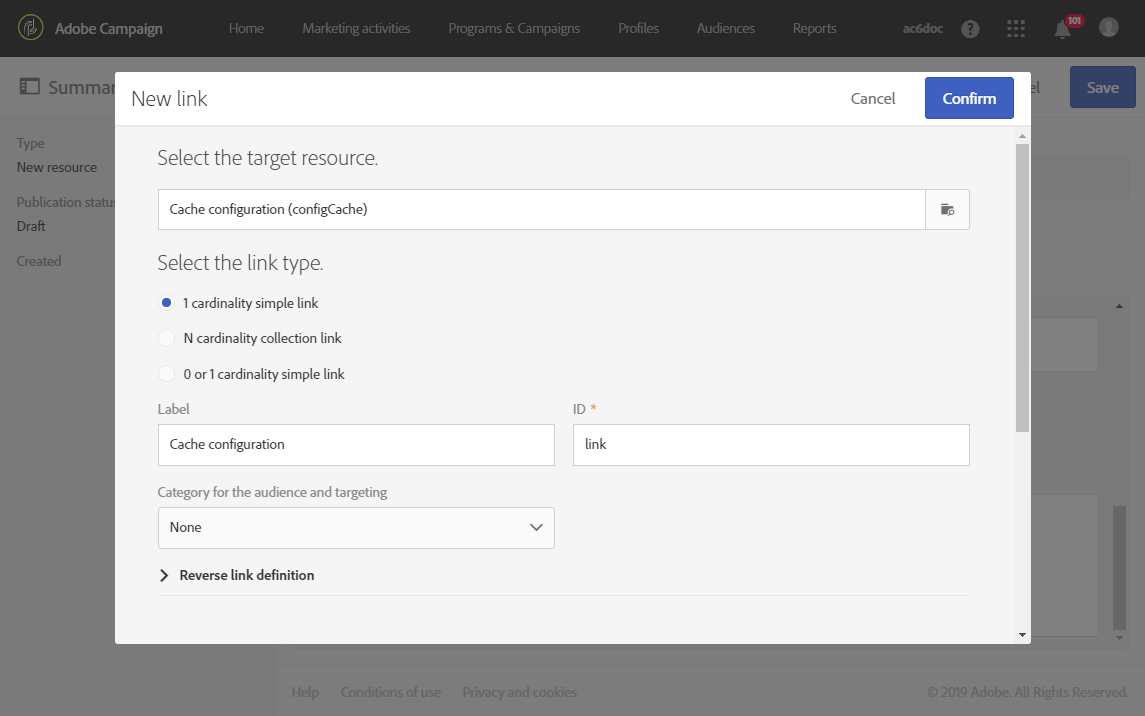 Adobe Campaign Home Marketing activities Programs & Campaigns Profiles Audiences Reports ac6doc ? 101
Summar
el Save
New link Cancel Confirm
Type
New resource
Publication status
Draft
Created
Select the target resource.
Cache configuration (configCache)
Select the link type.
1 cardinality simple link
N cardinality collection link
0 or 1 cardinality simple link
Label ID *
Cache configuration link
Category for the audience and targeting
None
Reverse link definition
Help Conditions of use Privacy and cookies © 2019 Adobe. All Rights Reserved.